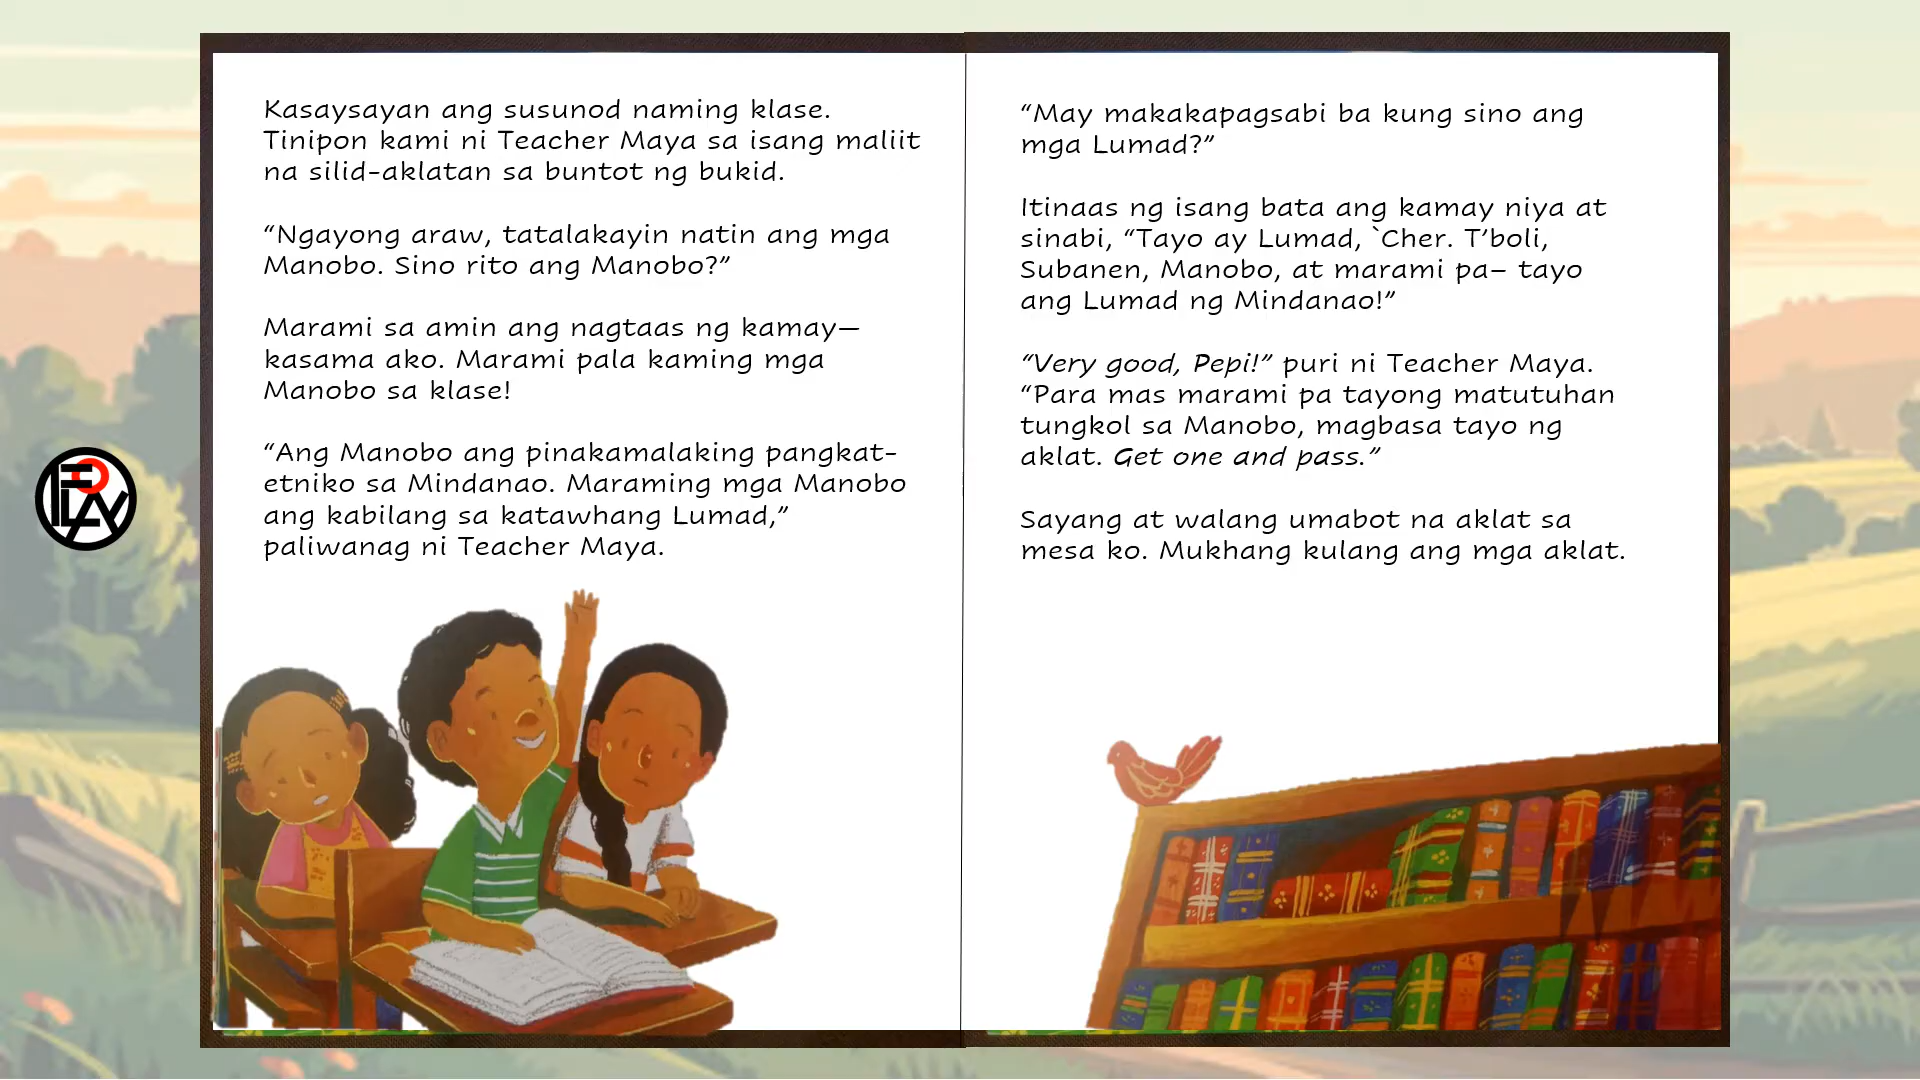 Kasaysayan ang susunod naming klase.
Tinipon kami ni Teacher Maya sa isang maliit
na silid-aklatan sa buntot ng bukid.
“Ngayong araw, tatalakayin natin ang mga
Manobo. Sino rito ang Manobo?”
Marami sa amin ang nagtaas ng kamay—
kasama ako. Marami pala kaming mga
Manobo sa klase!
“Ang Manobo ang pinakamalaking pangkat-
etniko sa Mindanao. Maraming mga Manobo
ang kabilang sa katawhang Lumad,”
paliwanag ni Teacher Maya.
“May makakapagsabi ba kung sino ang
mga Lumad?”
Itinaas ng isang bata ang kamay niya at
sinabi, “Tayo ay Lumad, `Cher. T’boli,
Subanen, Manobo, at marami pa– tayo
ang Lumad ng Mindanao!”
“Very good, Pepi!” puri ni Teacher Maya.
“Para mas marami pa tayong matutuhan
tungkol sa Manobo, magbasa tayo ng
aklat. Get one and pass.”
Sayang at walang umabot na aklat sa
mesa ko. Mukhang kulang ang mga aklat.